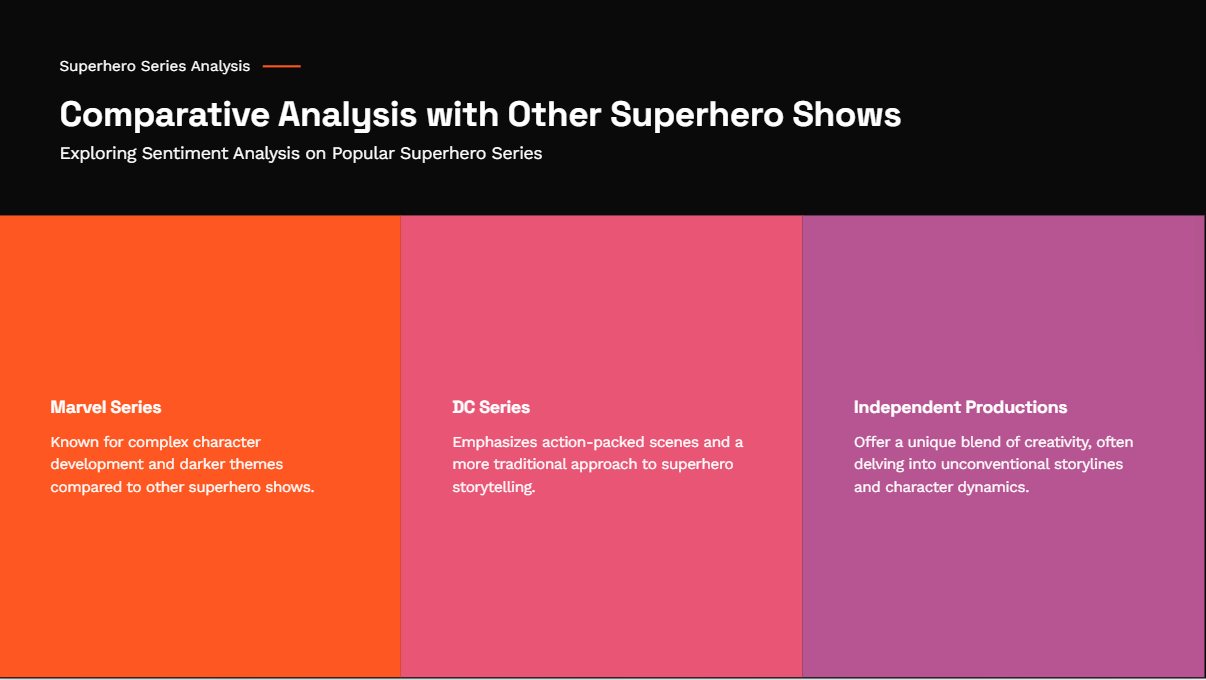 Superhero Series Analysis
Comparative Analysis with Other Superhero Shows
Exploring Sentiment Analysis on Popular Superhero Series
Marvel Series
Known for complex character
development and darker themes
compared to other superhero shows.
DC Series
Emphasizes action-packed scenes and a
more traditional approach to superhero
storytelling.
Independent Productions
Offer a unique blend of creativity, often
delving into unconventional storylines
and character dynamics.